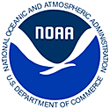 NATIONAL OCEANIC AND ATMOSPHERIC ADMINISTRATION
NOAA
U.S. DEPARTMENT OF COMMERCE